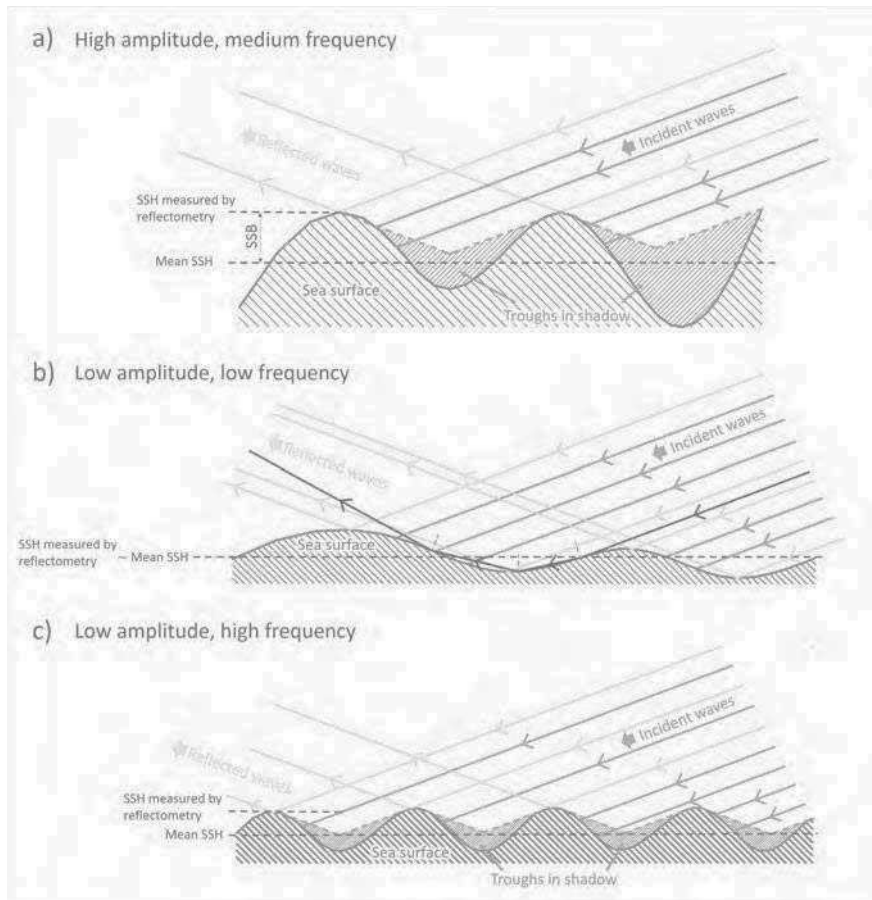 a) High amplitude, medium frequency
Reflected waves
Incident waves
SSH measured by
reflectometry
SSB
Mean SSH
Sea surface
Troughs in shadow
b) Low amplitude, low frequency
Reflected waves
Incident waves
Sea surface
SSH measured by
reflectometry
Mean SSH
c) Low amplitude, high frequency
Incident waves
Reflected waves
SSH measured by
reflectometry
Mean SSH
Sea surface
Troughs in shadow